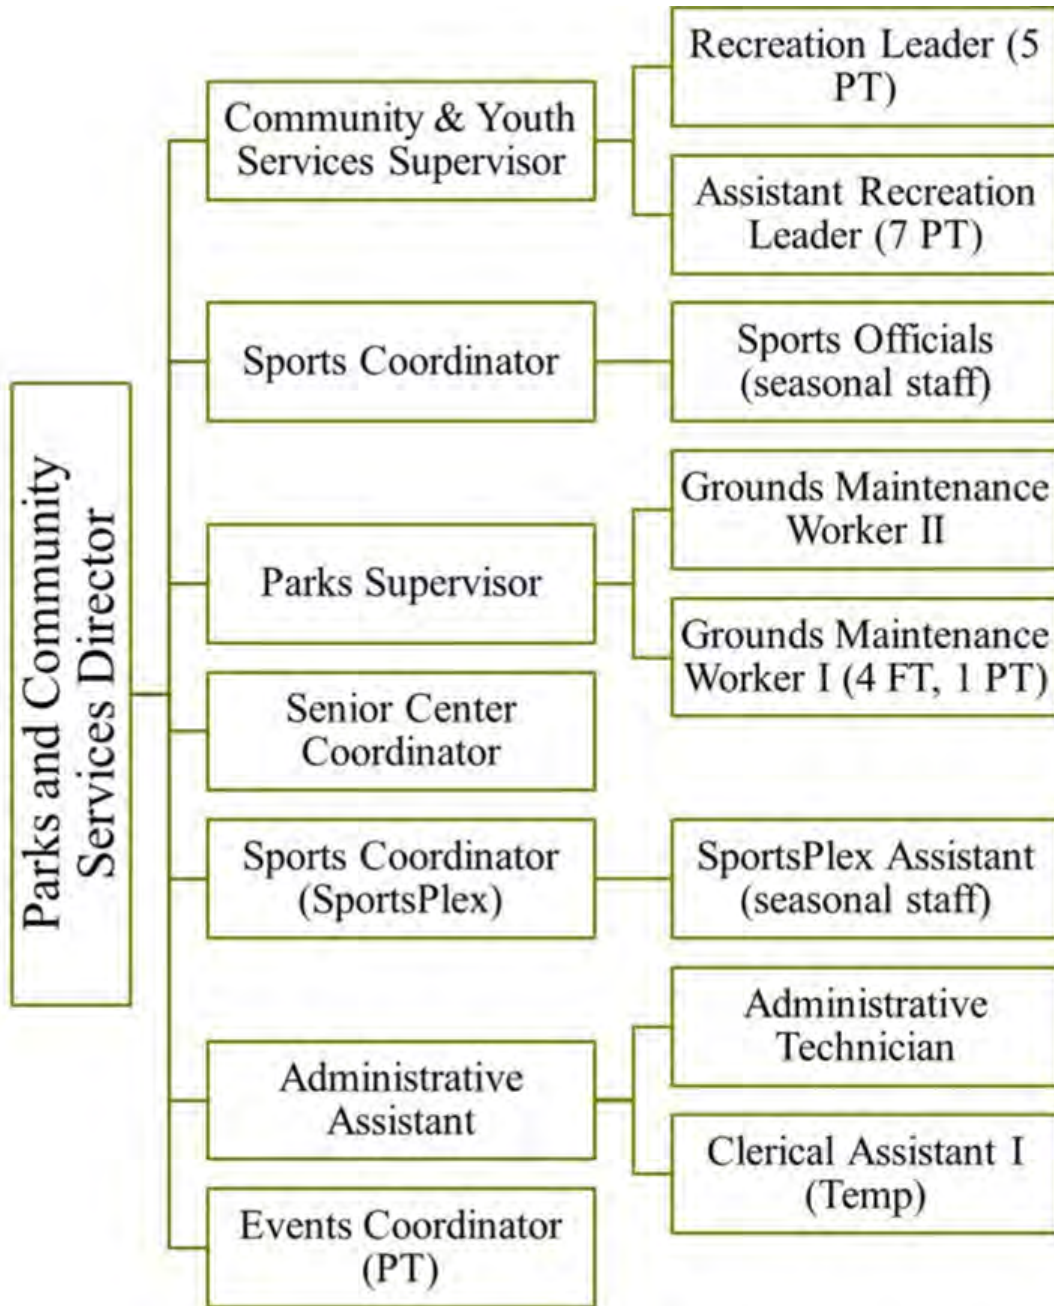 Parks and Community
Services Director
Community & Youth
Services Supervisor
Recreation Leader (5
PT)
Assistant Recreation
Leader (7 PT)
Sports Coordinator
Sports Officials
(seasonal staff)
Parks Supervisor
Grounds Maintenance
Worker II
Grounds Maintenance
Worker I (4 FT, 1 PT)
Senior Center
Coordinator
Sports Coordinator
(SportsPlex)
SportsPlex Assistant
(seasonal staff)
Administrative
Assistant
Administrative
Technician
Clerical Assistant I
(Temp)
Events Coordinator
(PT)